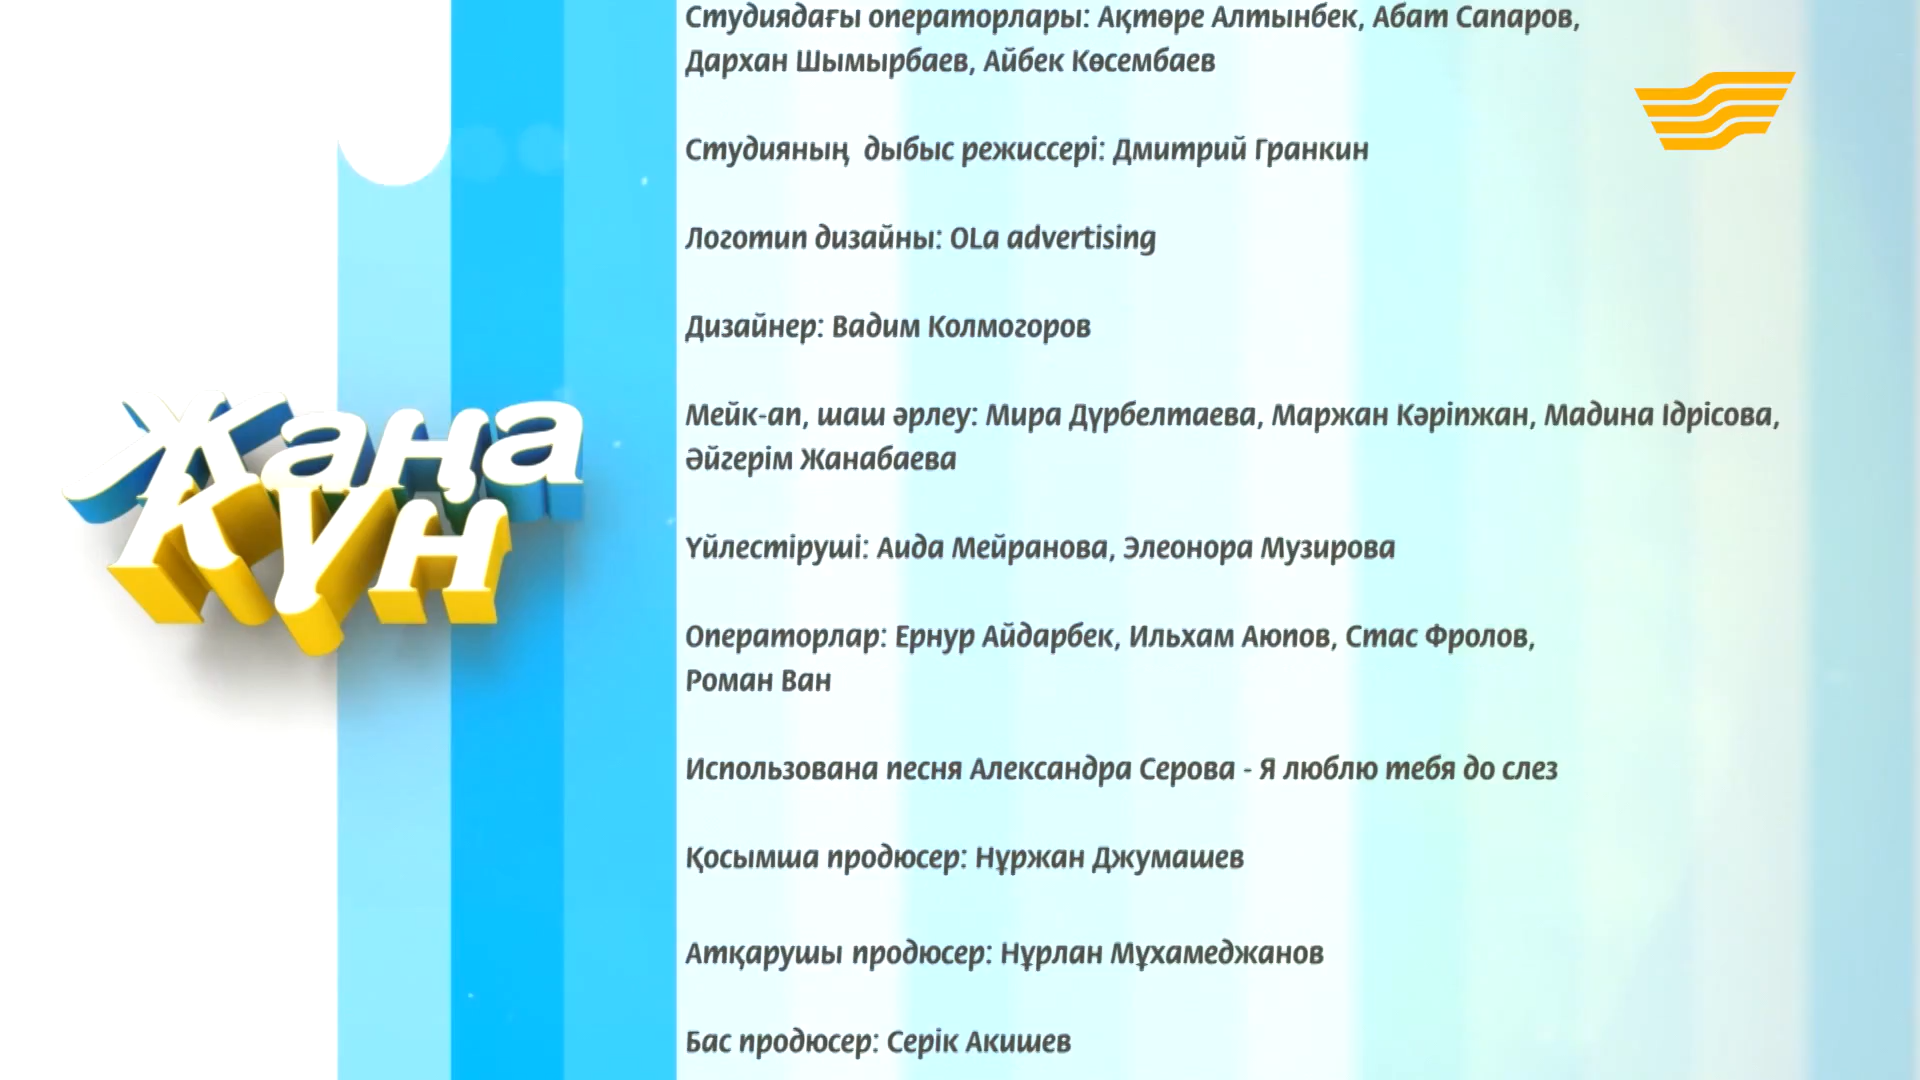 Студиядағы операторлары: Ақтөре Алтынбек, Абат Сапаров,
Дархан Шымырбаев, Айбек Көсембаев
Студияның дыбыс режиссері: Дмитрий Гранкин
Логотип дизайны: OLa advertising
Дизайнер: Вадим Колмогоров
Мейк-ап, шаш әрлеу: Мира Дүрбелтаева, Маржан Кәріпжан, Мадина Ідрісова,
Әйгерім Жанабаева
Үйлестіруші: Аида Мейранова, Элеонора Музирова
Операторлар: Ернур Айдарбек, Ильхам Аюпов, Стас Фролов,
Роман Ван
Использована песня Александра Серова - Я люблю тебя до слез
Қосымша продюсер: Нұржан Джумашев
Атқарушы продюсер: Нұрлан Мұхамеджанов
Бас продюсер: Серік Акишев
Жаңа
күн